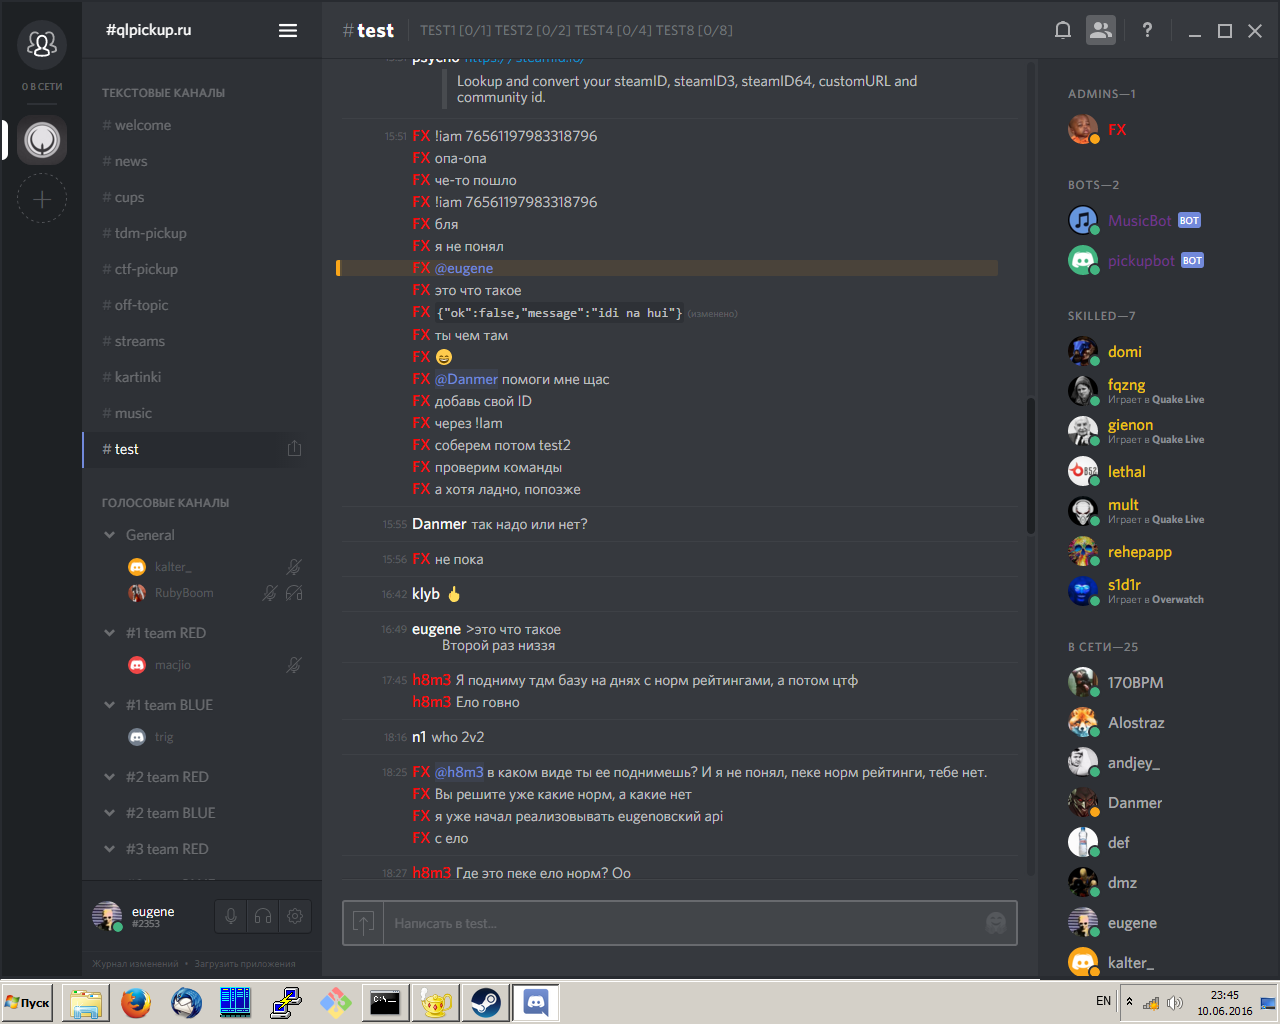 #qlpickup.ru
#test
TEST1 [0/1] TEST2 [0/2] TEST4 [0/4] TEST8 [0/8]
0 В СЕТИ
ТЕКСТОВЫЕ КАНАЛЫ
# welcome
# news
# cups
# tdm-pickup
# ctf-pickup
# off-topic
# streams
# kartinki
# music
# test
ГОЛОСОВЫЕ КАНАЛЫ
General
kalter_
RubyBoom
#1 team RED
macjio
#1 team BLUE
trig
#2 team RED
#2 team BLUE
#3 team RED
eugene
#2353
Журнал изменений • Загрузить приложения
psycho https://steamid.io/
Lookup and convert your steamID, steamID3, steamID64, customURL and
community id.
15:51 FX !iam 76561197983318796
FX опа-опа
FX че-то пошло
FX !iam 76561197983318796
FX бля
FX я не понял
FX @eugene
FX это что такое
FX {"ok":false,"message":"idi na hui"} (изменено)
FX ты чем там
FX 😄
FX @Danmer помоги мне щас
FX добавь свой ID
FX через !Iam
FX соберем потом test2
FX проверим команды
FX а хотя ладно, попозже
15:55 Danmer так надо или нет?
15:56 FX не пока
16:42 klyb 🖕
16:49 eugene >это что такое
Второй раз низзя
17:45 h8m3 Я подниму тдм базу на днях с норм рейтингами, а потом цтф
h8m3 Ело говно
18:16 n1 who 2v2
18:25 FX @h8m3 в каком виде ты ее поднимешь? И я не понял, пеке норм рейтинги, тебе нет.
FX Вы решите уже какие норм, а какие нет
FX я уже начал реализовывать eugeновский api
FX с ело
18:27 h8m3 Где это пеке ело норм? Оо
Написать в test...
ADMINS—1
FX
BOTS—2
MusicBot BOT
pickupbot BOT
SKILLED—7
domi
fqzng
Играет в Quake Live
gienon
Играет в Quake Live
lethal
mult
Играет в Quake Live
rehepapp
s1d1r
Играет в Overwatch
В СЕТИ—25
170BPM
Alostraz
andjey_
Danmer
def
dmz
eugene
kalter_
Пуск
C:\_
EN
23:45
10.06.2016